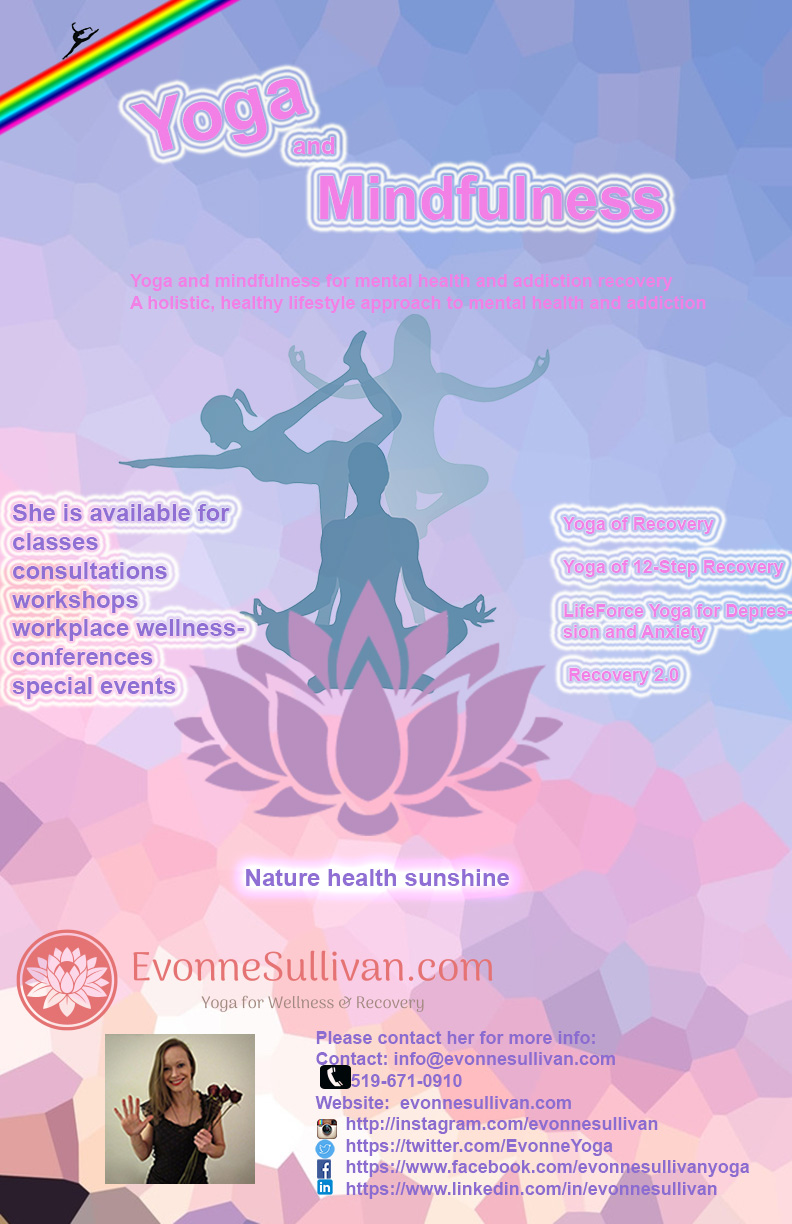 Yoga
and
Mindfulness
Yoga and mindfulness for mental health and addiction recovery
A holistic, healthy lifestyle approach to mental health and addiction
She is available for
classes
consultations
workshops
workplace wellness-
conferences
special events
Yoga of Recovery
Yoga of 12-Step Recovery
LifeForce Yoga for Depres-
sion and Anxiety
Recovery 2.0
Nature health sunshine
EvonneSullivan.com
Yoga for Wellness & Recovery
Please contact her for more info:
Contact: info@evonnesullivan.com
519-671-0910
Website: evonnesullivan.com
http://instagram.com/evonnesullivan
https://twitter.com/EvonneYoga
https://www.facebook.com/evonnesullivanyoga
https://www.linkedin.com/in/evonnesullivan